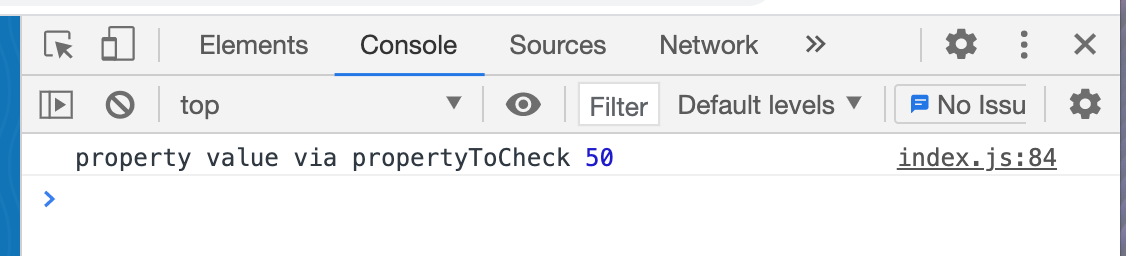 Elements Console Sources Network
top Filter Default levels No Issu
property value via propertyToCheck 50 index.js:84